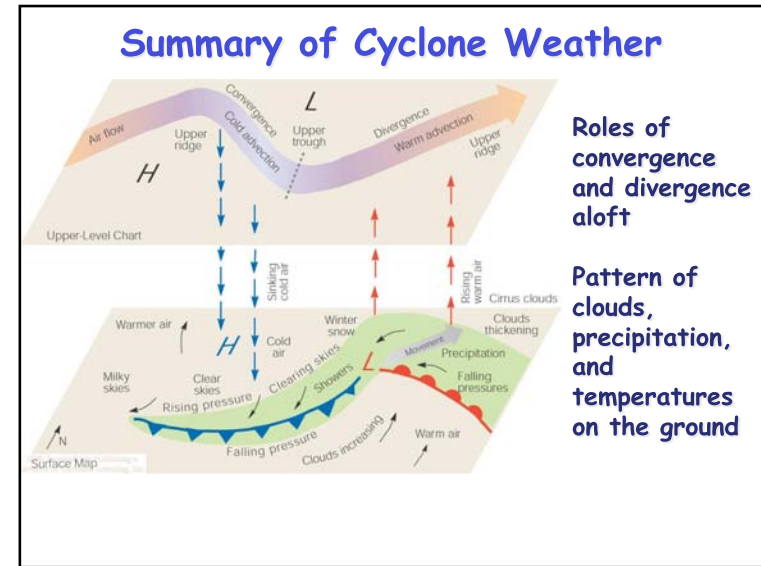 Summary of Cyclone Weather
Air flow
Upper
ridge
Convergence
Cold advection
L
Upper
trough
Divergence
Warm advection
Upper
ridge
H
Upper-Level Chart
Roles of
convergence
and divergence
aloft
Sinking
cold air
Rising
warm air
Cirrus clouds
Warmer air
H
Cold
air
Winter
snow
Clouds
thickening
Movement
Precipitation
Milky
skies
Clear
skies
Clearing skies
Showers
L
Falling
pressures
Rising pressure
Falling pressure
Clouds increasing
Warm air
N
Surface Map
Pattern of
clouds,
precipitation,
and
temperatures
on the ground